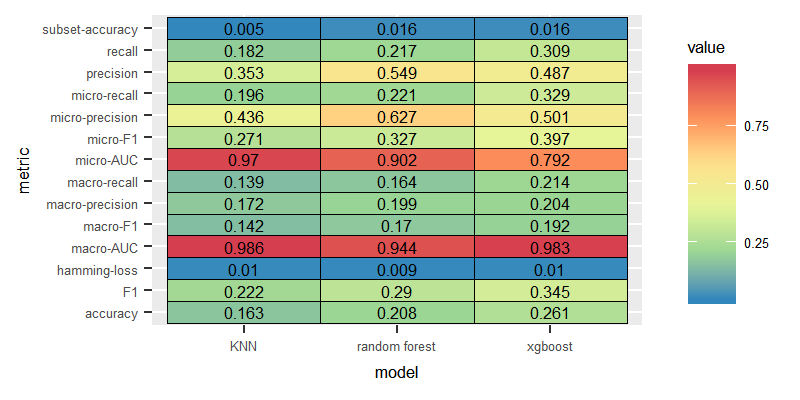 subset-accuracy 0.005 0.016 0.016
recall 0.182 0.217 0.309
precision 0.353 0.549 0.487
micro-recall 0.196 0.221 0.329
micro-precision 0.436 0.627 0.501
micro-F1 0.271 0.327 0.397
micro-AUC 0.97 0.902 0.792
macro-recall 0.139 0.164 0.214
macro-precision 0.172 0.199 0.204
macro-F1 0.142 0.17 0.192
macro-AUC 0.986 0.944 0.983
hamming-loss 0.01 0.009 0.01
F1 0.222 0.29 0.345
accuracy 0.163 0.208 0.261
KNN random forest xgboost
model
metric
value
0.75
0.50
0.25